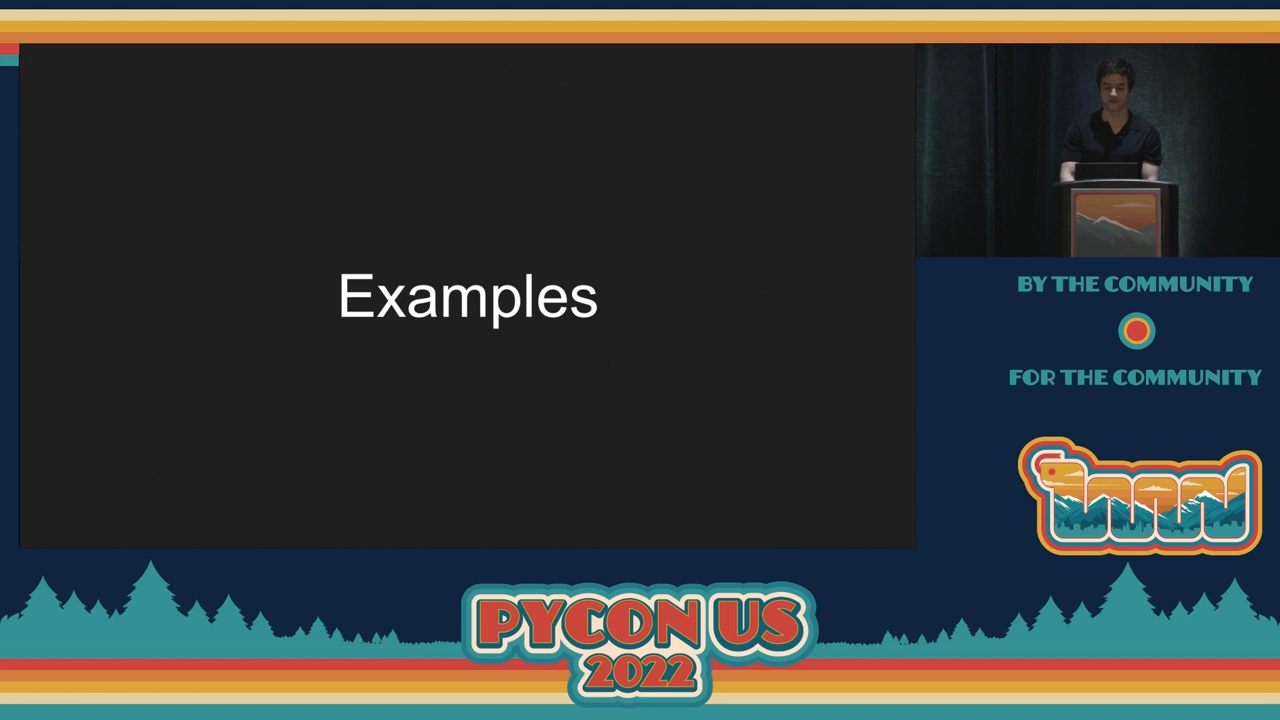 Examples
BY THE COMMUNITY
FOR THE COMMUNITY
PYCON US
2022